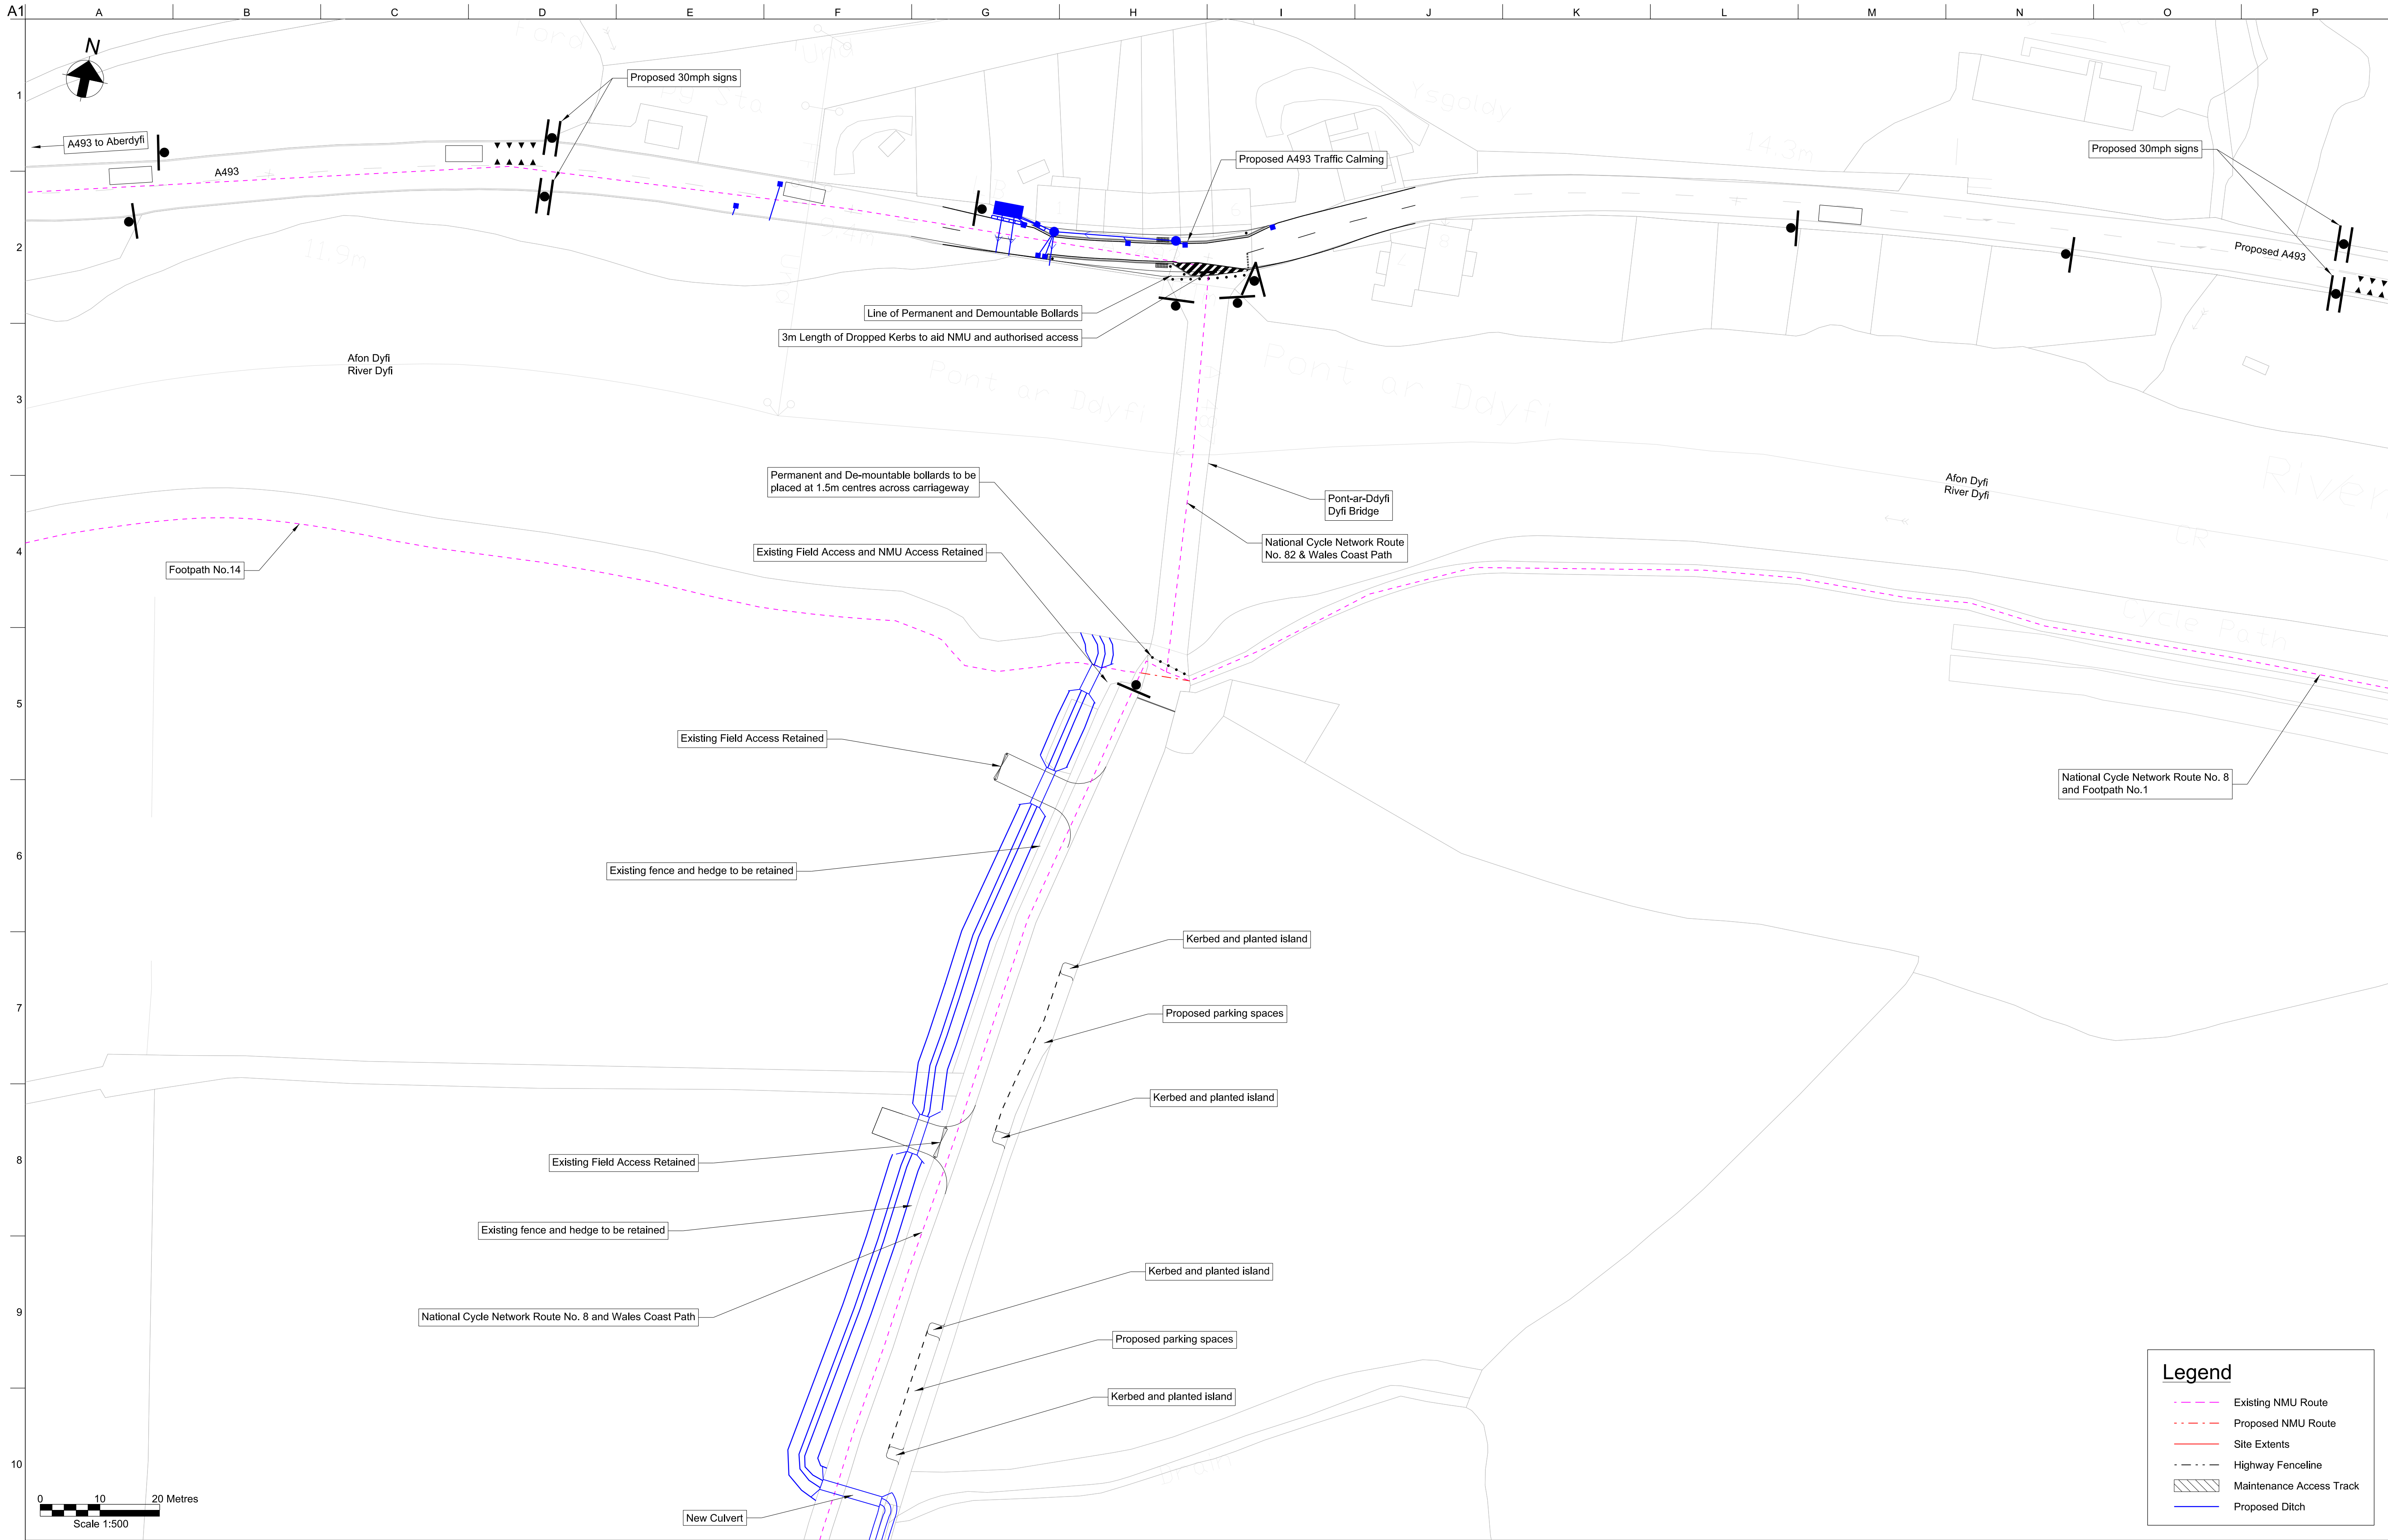 A1
A B C D E F G H I J K L M N O P
N
Ford
Proposed 30mph signs
Ysgoldy
1
A493 to Aberdyfi
A493
Proposed A493 Traffic Calming
14.3m
Proposed 30mph signs
11.9m
2
Proposed A493
Line of Permanent and Demountable Bollards
3m Length of Dropped Kerbs to aid NMU and authorised access
Afon Dyfi
River Dyfi
Pont ar Ddyfi
Pont ar Ddyfi
3
Permanent and De-mountable bollards to be
placed at 1.5m centres across carriageway
Pont-ar-Ddyfi
Dyfi Bridge
Afon Dyfi
River Dyfi
River
CR
4
Existing Field Access and NMU Access Retained
National Cycle Network Route
No. 82 & Wales Coast Path
Footpath No.14
Cycle Path
5
Existing Field Access Retained
National Cycle Network Route No. 8
and Footpath No.1
6
Existing fence and hedge to be retained
Kerbed and planted island
7
Proposed parking spaces
Kerbed and planted island
8
Existing Field Access Retained
Existing fence and hedge to be retained
Kerbed and planted island
9
National Cycle Network Route No. 8 and Wales Coast Path
Proposed parking spaces
Kerbed and planted island
10
New Culvert
0 10 20 Metres
Scale 1:500
Legend
Existing NMU Route
Proposed NMU Route
Site Extents
Highway Fenceline
Maintenance Access Track
Proposed Ditch